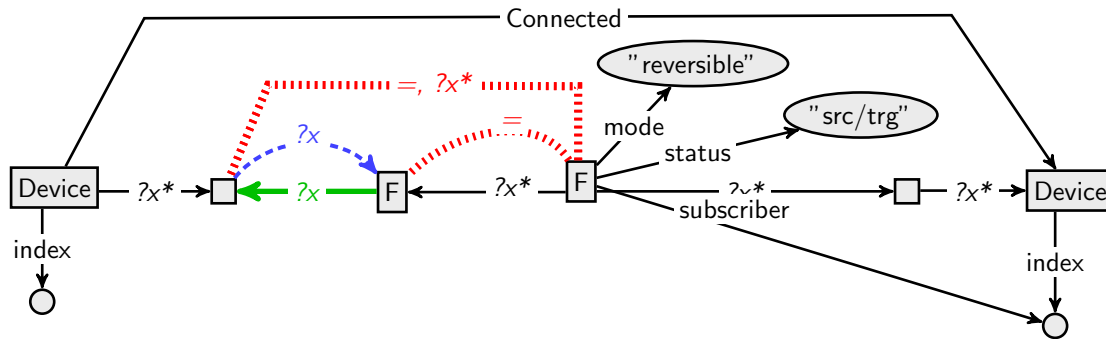 Connected
"reversible"
=, ?x*
"src/trg"
=
?x
mode
status
Device
?x*
?x
F
?x*
F
?x*
?x*
Device
subscriber
index
index